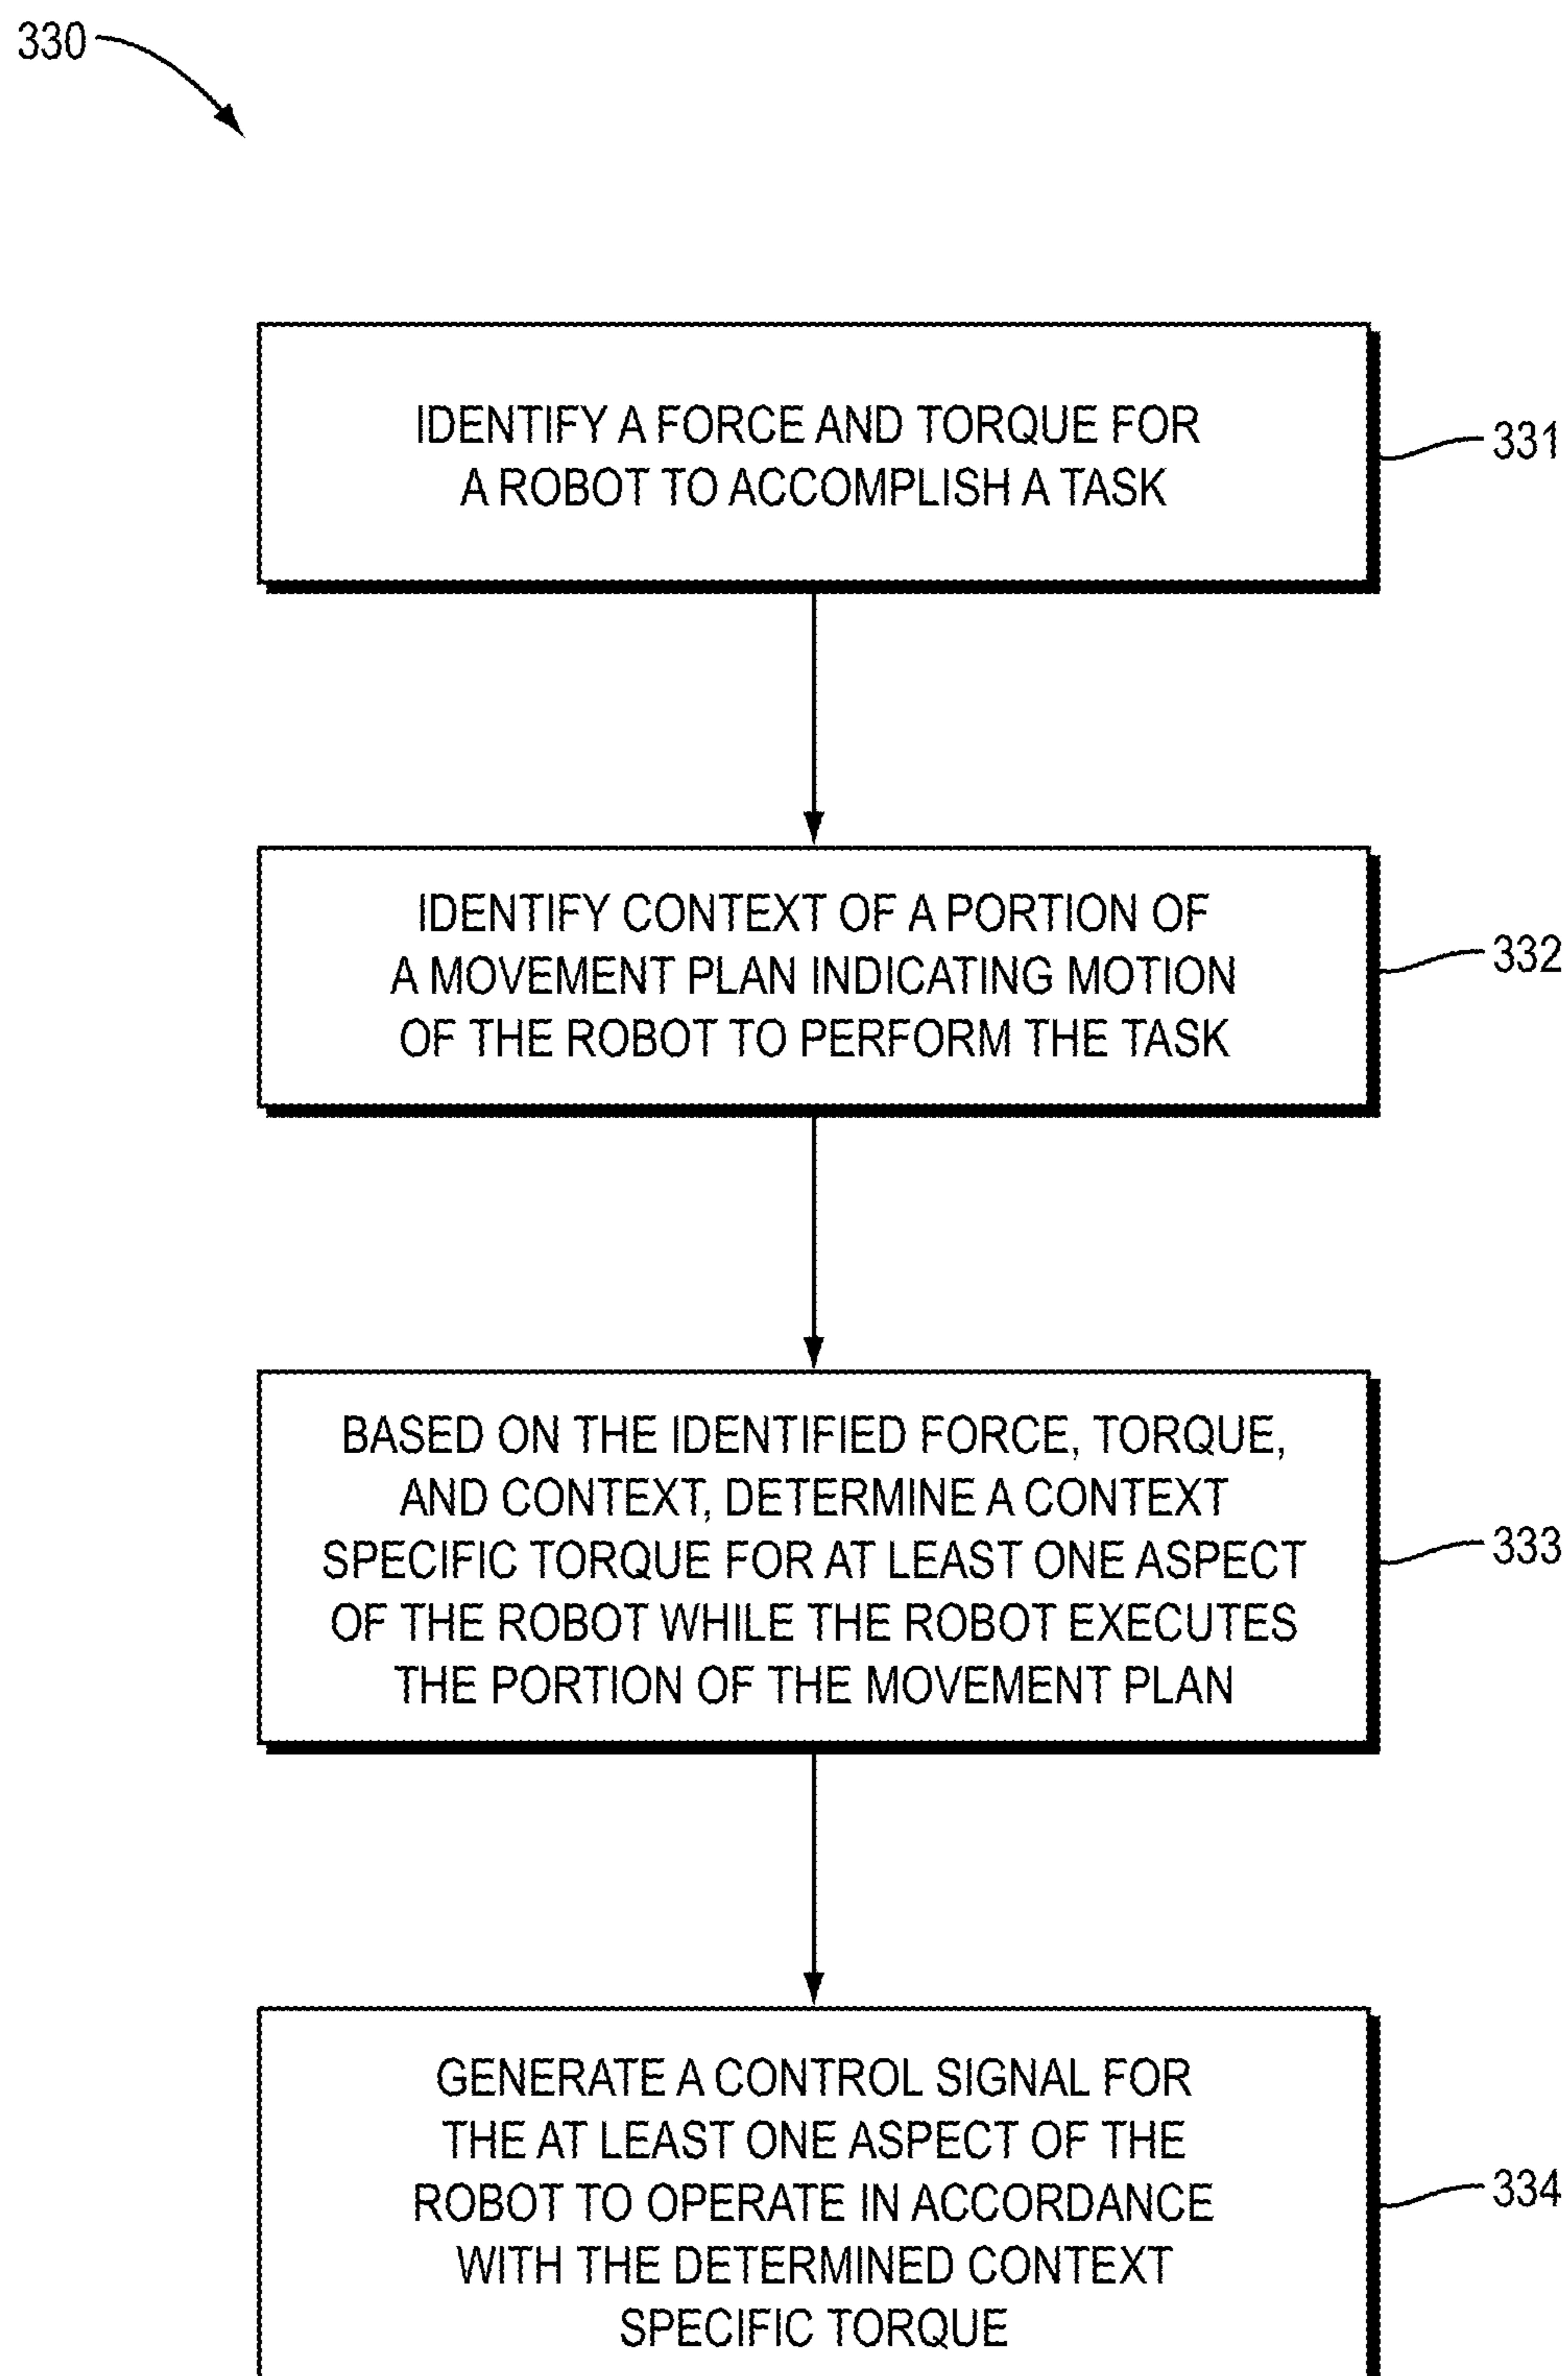 330
IDENTIFY A FORCE AND TORQUE FOR
A ROBOT TO ACCOMPLISH A TASK
331
IDENTIFY CONTEXT OF A PORTION OF
A MOVEMENT PLAN INDICATING MOTION
OF THE ROBOT TO PERFORM THE TASK
332
BASED ON THE IDENTIFIED FORCE, TORQUE,
AND CONTEXT, DETERMINE A CONTEXT
SPECIFIC TORQUE FOR AT LEAST ONE ASPECT
OF THE ROBOT WHILE THE ROBOT EXECUTES
THE PORTION OF THE MOVEMENT PLAN
333
GENERATE A CONTROL SIGNAL FOR
THE AT LEAST ONE ASPECT OF THE
ROBOT TO OPERATE IN ACCORDANCE
WITH THE DETERMINED CONTEXT
SPECIFIC TORQUE
334